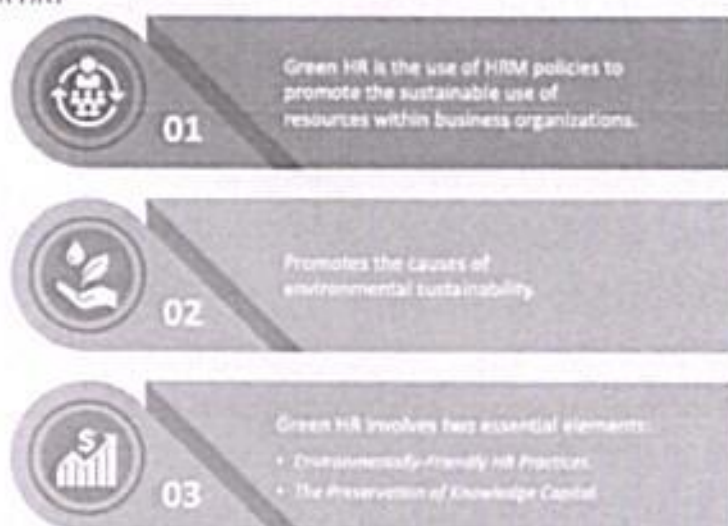 01
Green HR is the use of HRM policies to
promote the sustainable use of
resources within business organizations.
02
Promotes the causes of
environmental sustainability.
03
Green HR involves two essential elements:
• Environmentally-Friendly HR Practices
• The Preservation of Knowledge Capital
$